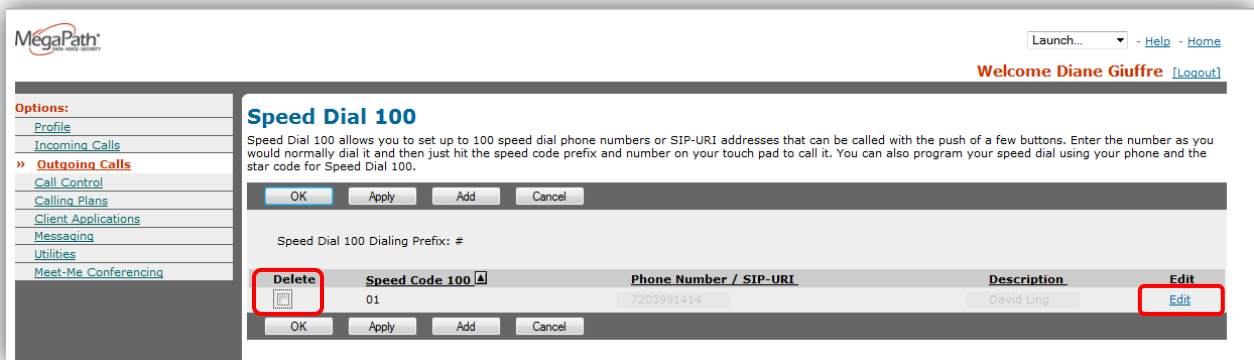 MegaPath
DATA·VOICE·SECURITY
Launch... - Help - Home
Welcome Diane Giuffre [Logout]
Options:
Profile
Incoming Calls
» Outgoing Calls
Call Control
Calling Plans
Client Applications
Messaging
Utilities
Meet-Me Conferencing
Speed Dial 100
Speed Dial 100 allows you to set up to 100 speed dial phone numbers or SIP-URI addresses that can be called with the push of a few buttons. Enter the number as you
would normally dial it and then just hit the speed code prefix and number on your touch pad to call it. You can also program your speed dial using your phone and the
star code for Speed Dial 100.
OK Apply Add Cancel
Speed Dial 100 Dialing Prefix: #
Delete Speed Code 100 Phone Number / SIP-URI Description Edit
01 7203991414 David Ling Edit
OK Apply Add Cancel